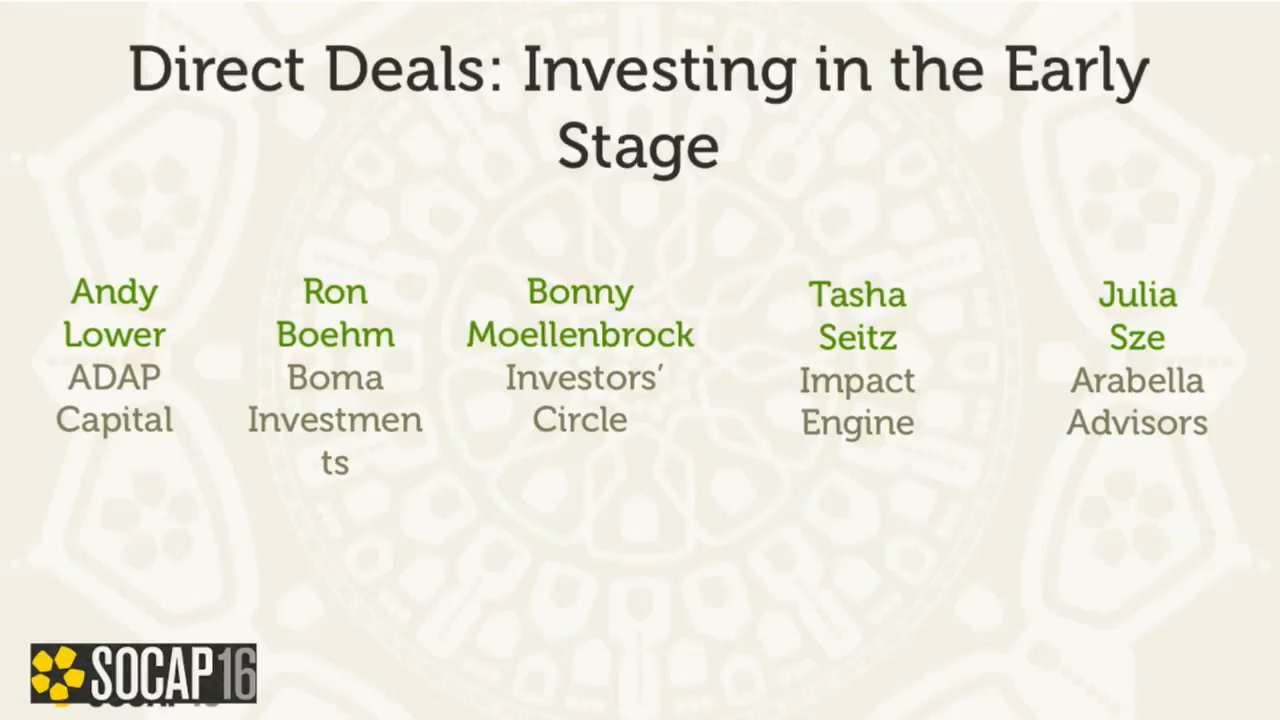 Direct Deals: Investing in the Early
Stage
Andy
Lower
ADAP
Capital
Ron
Boehm
Boma
Investmen
ts
Bonny
Moellenbrock
Investors’
Circle
Tasha
Seitz
Impact
Engine
Julia
Sze
Arabella
Advisors
SOCAP16